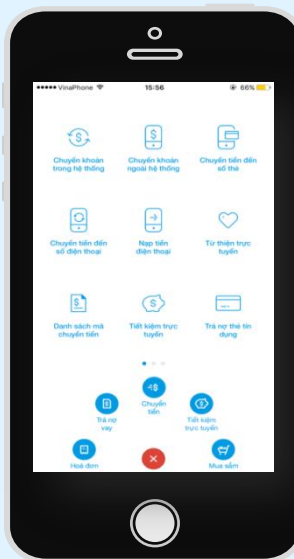 VinaPhone 15:56 66%
Chuyển khoản trong hệ thống
Chuyển khoản ngoài hệ thống
Chuyển tiền đến số thẻ
Chuyển tiền đến số điện thoại
Nạp tiền điện thoại
Từ thiện trực tuyến
Danh sách mã chuyển tiền
Tiết kiệm trực tuyến
Trả nợ thẻ tín dụng
Chuyển tiền
Trả nợ vay
Tiết kiệm trực tuyến
Hoá đơn
Mua sắm